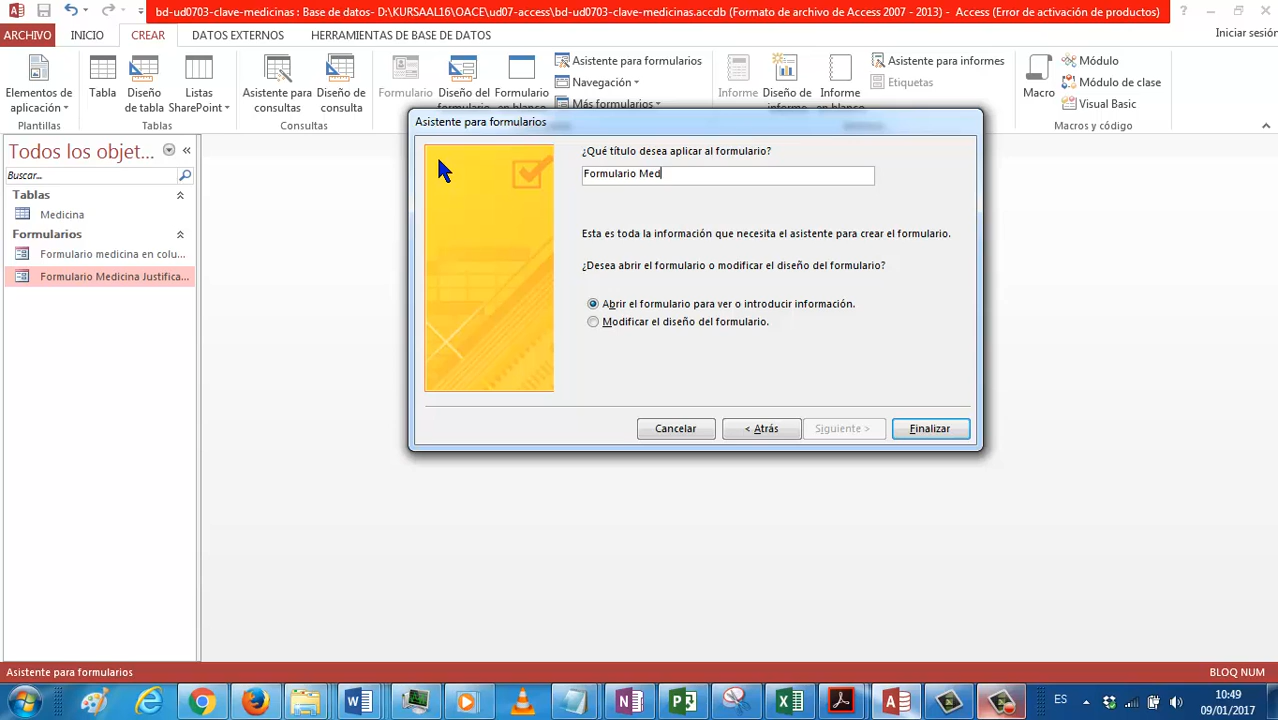 bd-ud0703-clave-medicinas : Base de datos- D:\KURSAAL16\OACE\ud07-access\bd-ud0703-clave-medicinas.accdb (Formato de archivo de Access 2007 - 2013) - Access (Error de activación de productos)
ARCHIVO INICIO CREAR DATOS EXTERNOS HERRAMIENTAS DE BASE DE DATOS Iniciar sesión
Elementos de aplicación
Tabla
Diseño de tabla
Listas SharePoint
Asistente para consultas
Diseño de consulta
Formulario
Diseño del formulario
Formulario en blanco
Asistente para formularios
Navegación
Más formularios
Informe
Diseño de informe
Informe en blanco
Asistente para informes
Etiquetas
Macro
Módulo
Módulo de clase
Visual Basic
Plantillas Tablas Consultas Macros y código
Todos los objet...
Buscar...
Tablas
Medicina
Formularios
Formulario medicina en colu...
Formulario Medicina Justifica...
Asistente para formularios
¿Qué título desea aplicar al formulario?
Formulario Med
Esta es toda la información que necesita el asistente para crear el formulario.
¿Desea abrir el formulario o modificar el diseño del formulario?
Abrir el formulario para ver o introducir información.
Modificar el diseño del formulario.
Cancelar < Atrás Siguiente > Finalizar
Asistente para formularios BLOQ NUM
ES 10:49
09/01/2017